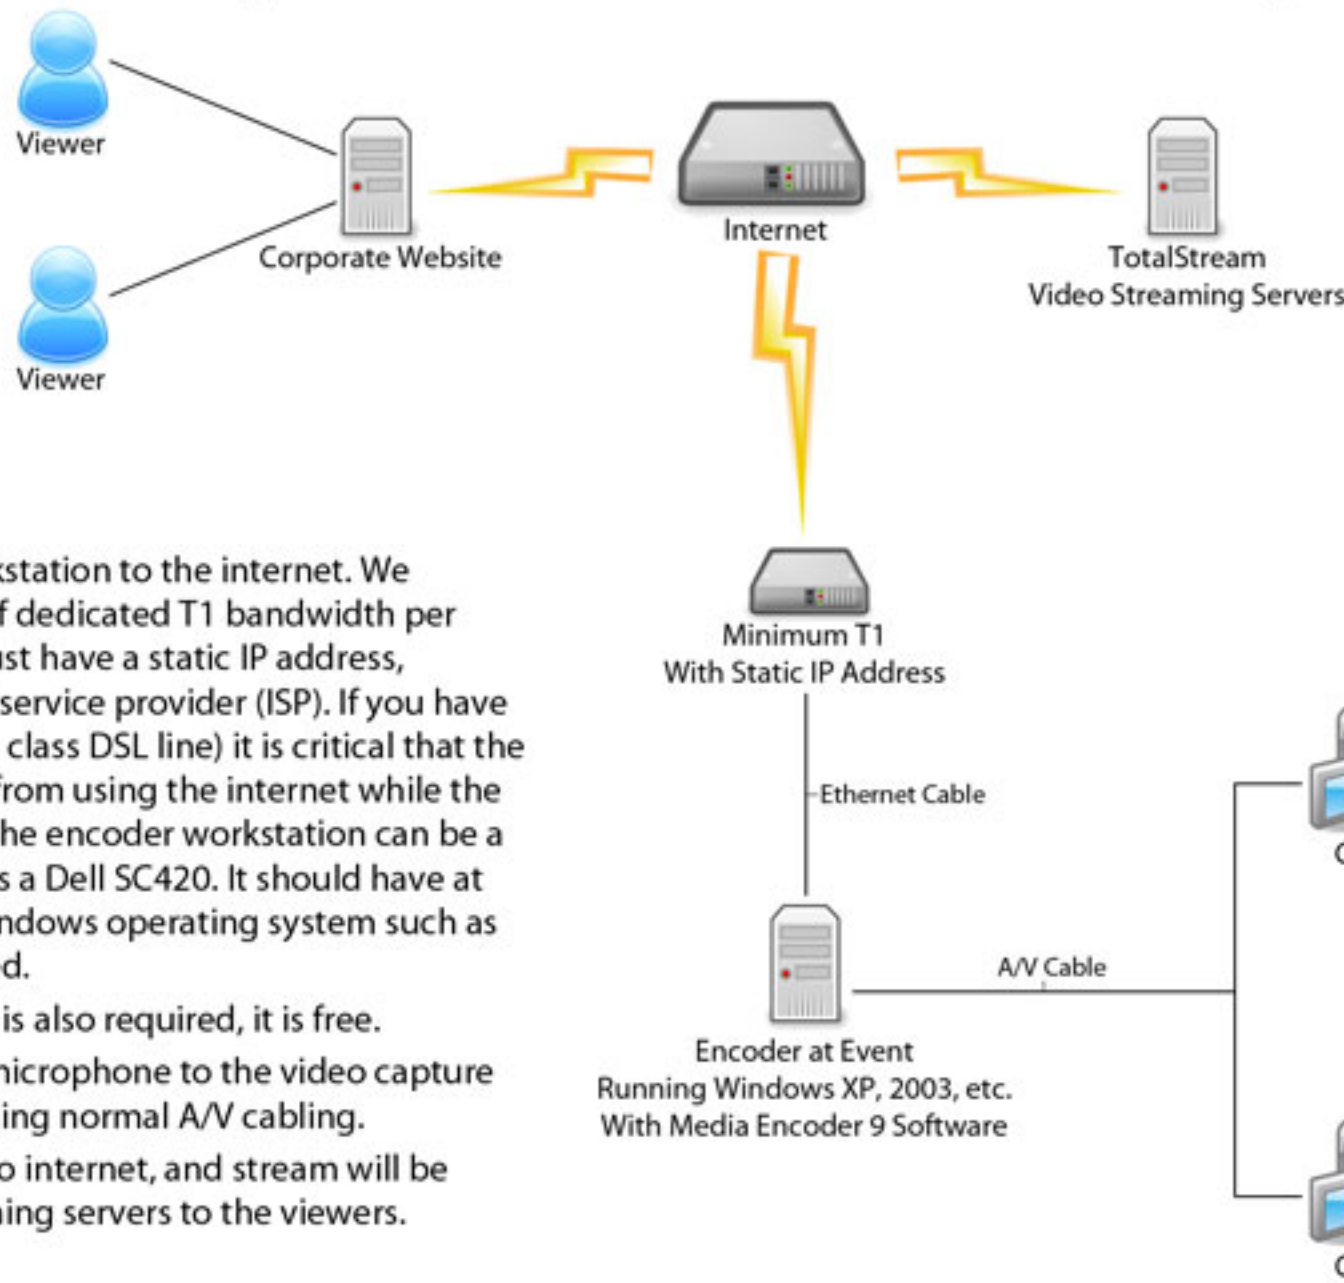 Viewer
Corporate Website
Internet
TotalStream
Video Streaming Servers
Viewer
Minimum T1
With Static IP Address
Ethernet Cable
A/V Cable
Encoder at Event
Running Windows XP, 2003, etc.
With Media Encoder 9 Software
kstation to the internet. We
f dedicated T1 bandwidth per
ust have a static IP address,
service provider (ISP). If you have
class DSL line) it is critical that the
from using the internet while the
he encoder workstation can be a
s a Dell SC420. It should have at
ndows operating system such as
d.
is also required, it is free.
nicrophone to the video capture
ing normal A/V cabling.
o internet, and stream will be
ning servers to the viewers.